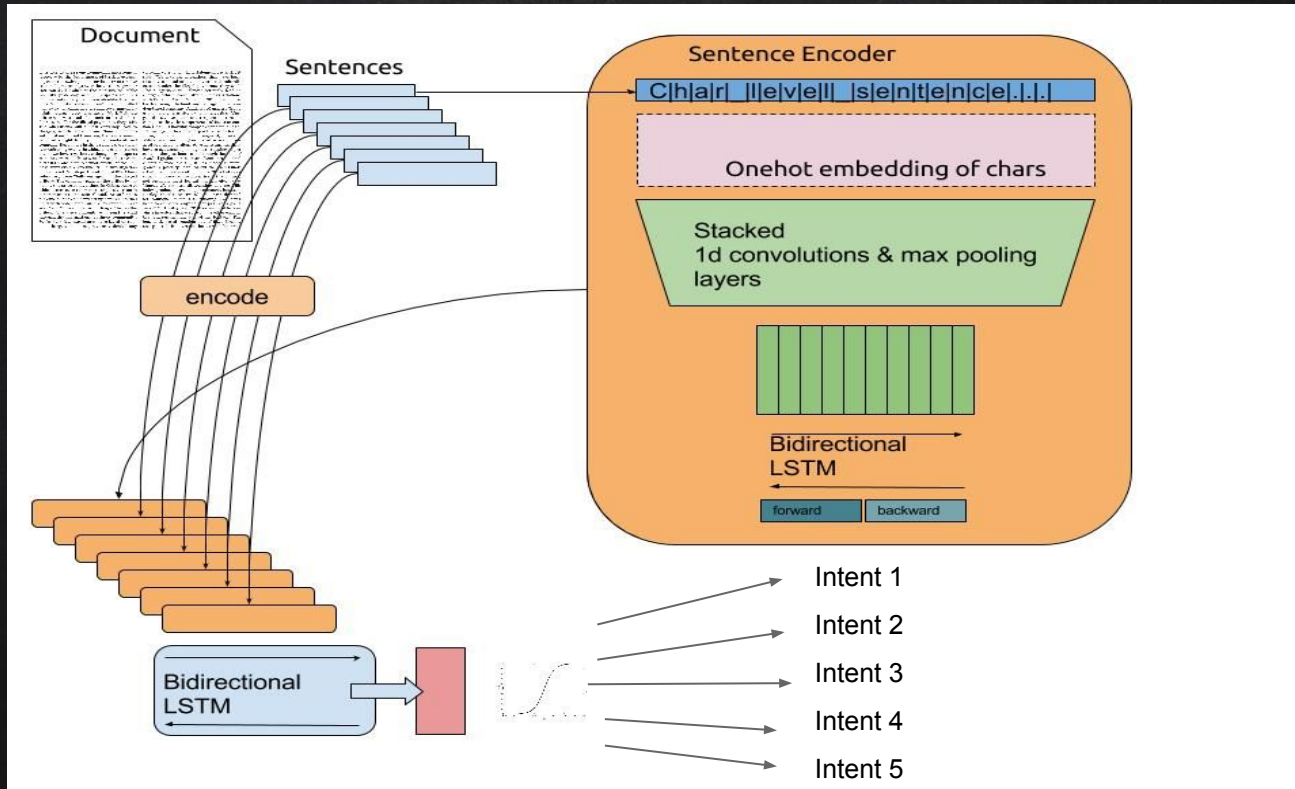 Document
Sentences
encode
Sentence Encoder
C|h|a|r|_|l|e|v|e|l|_|s|e|n|t|e|n|c|e|.|.|.|
Onehot embedding of chars
Stacked
1d convolutions & max pooling
layers
Bidirectional
LSTM
forward
backward
Bidirectional
LSTM
Intent 1
Intent 2
Intent 3
Intent 4
Intent 5